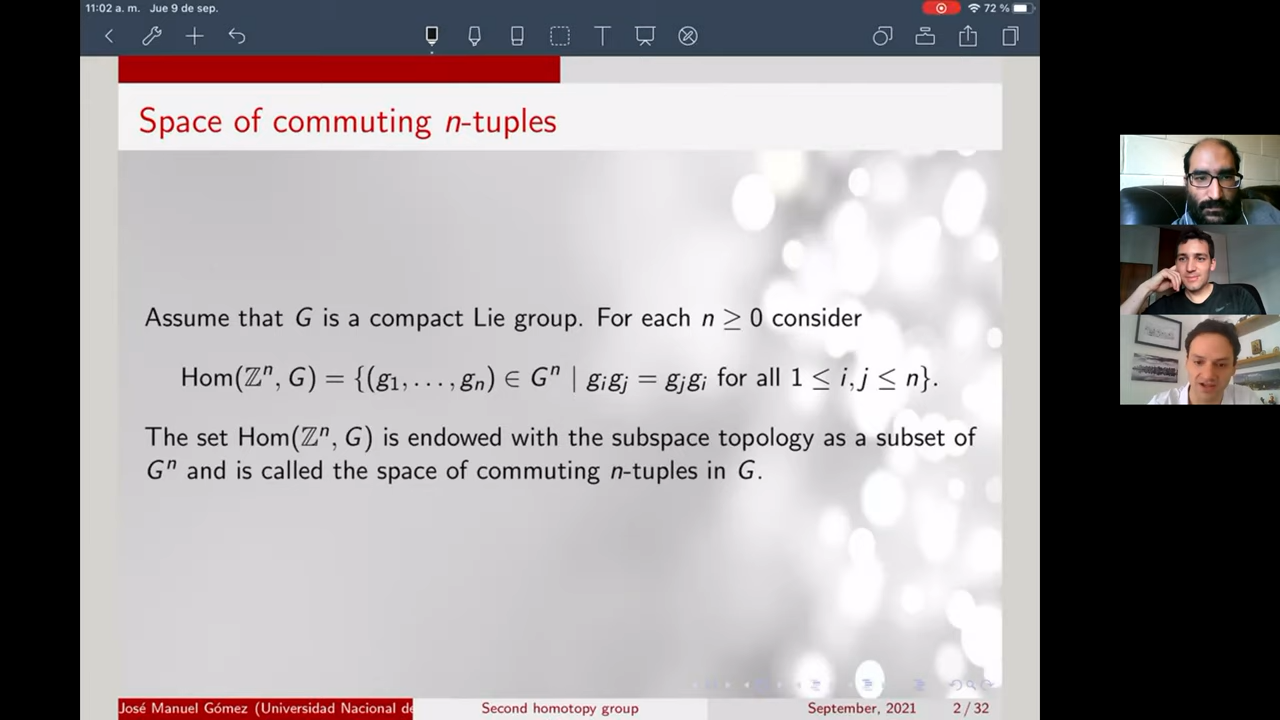 11:02 a. m. Jue 9 de sep. 72 %
Space of commuting n-tuples
Assume that G is a compact Lie group. For each n ≥ 0 consider
Hom(ℤⁿ, G) = {(g₁, . . . , gₙ) ∈ Gⁿ | gᵢgⱼ = gⱼgᵢ for all 1 ≤ i, j ≤ n}.
The set Hom(ℤⁿ, G) is endowed with the subspace topology as a subset of
Gⁿ and is called the space of commuting n-tuples in G.
José Manuel Gómez (Universidad Nacional de Second homotopy group September, 2021 2 / 32